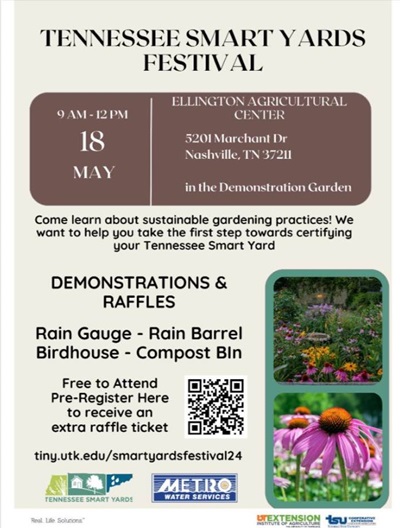 TENNESSEE SMART YARDS
FESTIVAL
9 AM - 12 PM
18
MAY
ELLINGTON AGRICULTURAL
CENTER
5201 Marchant Dr
Nashville, TN 37211
in the Demonstration Garden
Come learn about sustainable gardening practices! We
want to help you take the first step towards certifying
your Tennessee Smart Yard
DEMONSTRATIONS &
RAFFLES
Rain Gauge - Rain Barrel
Birdhouse - Compost BIn
Free to Attend
Pre-Register Here
to receive an
extra raffle ticket
tiny.utk.edu/smartyardsfestival24
TENNESSEE SMART YARDS
METRO
WATER SERVICES
Real. Life. Solutions.™
UTEXTENSION
INSTITUTE OF AGRICULTURE
tsu COOPERATIVE
EXTENSION